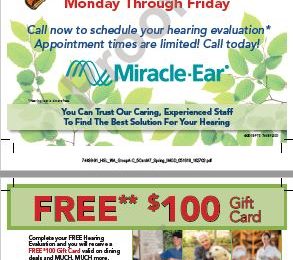 Monday Through Friday
Call now to schedule your hearing evaluation*
Appointment times are limited! Call today!
Miracle-Ear®
You Can Trust Our Caring, Experienced Staff
To Find The Best Solution For Your Hearing
FREE** $100 Gift
Card
Complete your FREE Hearing
Evaluation and you will receive a
FREE $100 Gift Card valid on dining
deals and MUCH, MUCH more.